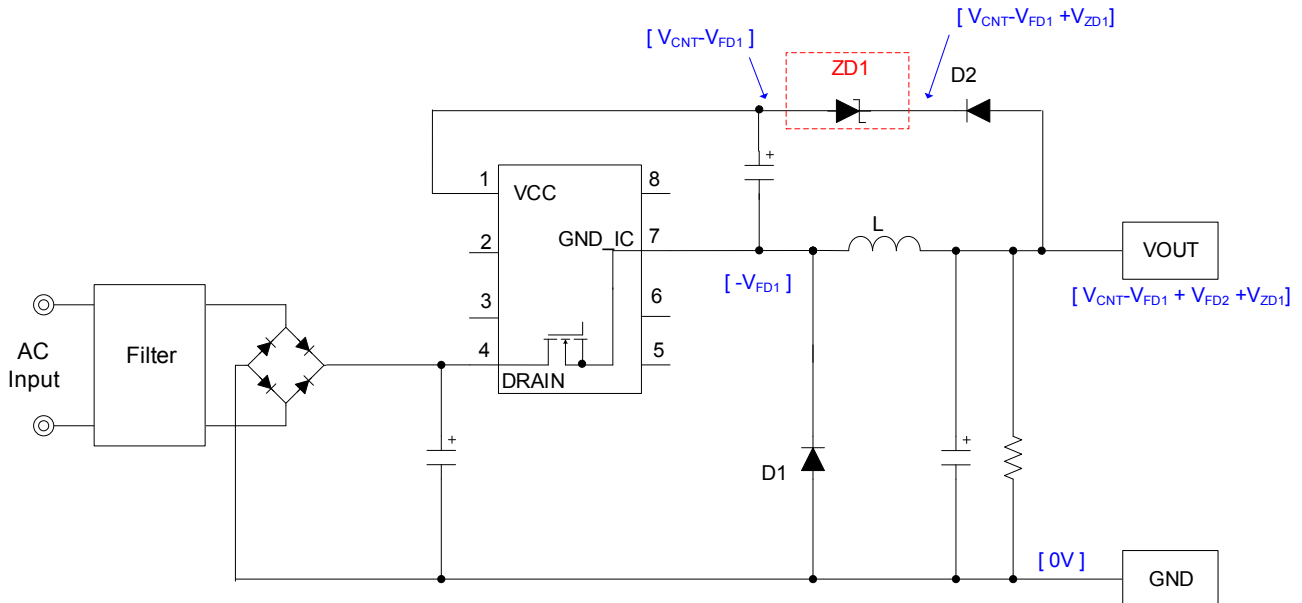 [ VCNT-VFD1 +VZD1]
[ VCNT-VFD1 ]
ZD1
D2
+
1
VCC
8
2
GND_IC
7
L
VOUT
[ -VFD1 ]
[ VCNT-VFD1 + VFD2 +VZD1]
3
6
AC
Input
Filter
4
5
DRAIN
+
D1
+
[ 0V ]
GND